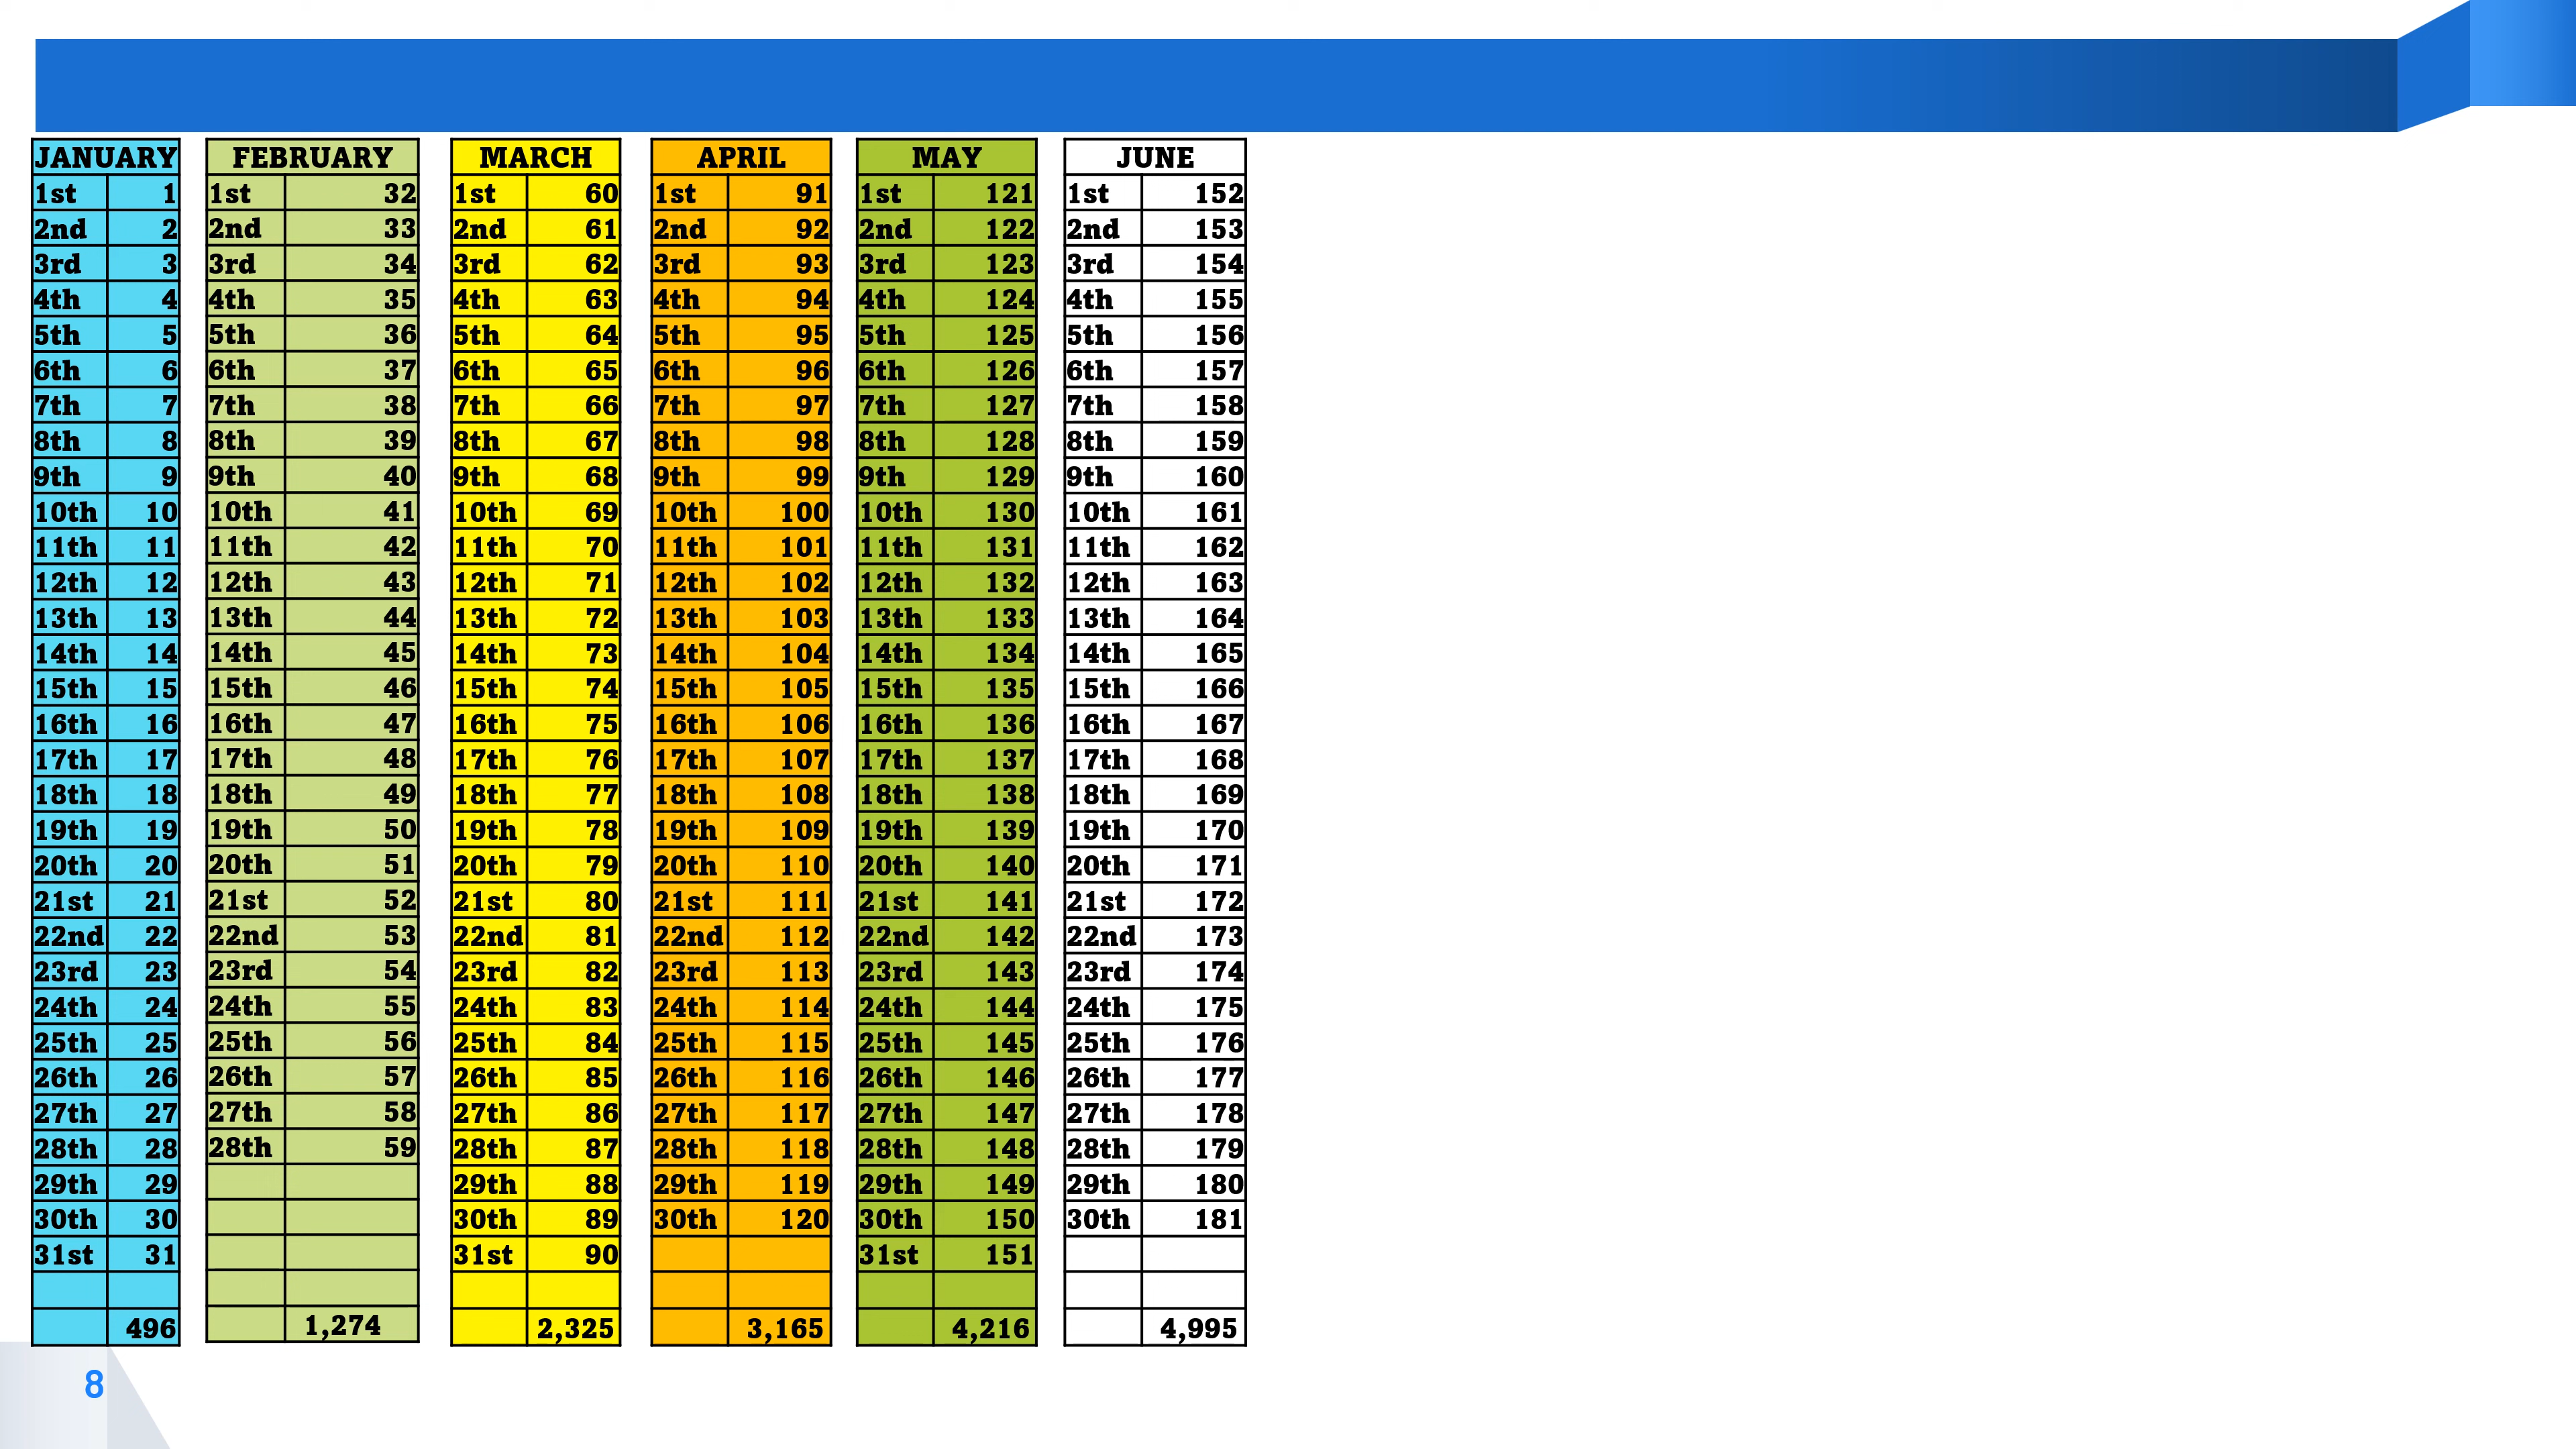 JANUARY FEBRUARY MARCH APRIL MAY JUNE
1st 1 1st 32 1st 60 1st 91 1st 121 1st 152
2nd 2 2nd 33 2nd 61 2nd 92 2nd 122 2nd 153
3rd 3 3rd 34 3rd 62 3rd 93 3rd 123 3rd 154
4th 4 4th 35 4th 63 4th 94 4th 124 4th 155
5th 5 5th 36 5th 64 5th 95 5th 125 5th 156
6th 6 6th 37 6th 65 6th 96 6th 126 6th 157
7th 7 7th 38 7th 66 7th 97 7th 127 7th 158
8th 8 8th 39 8th 67 8th 98 8th 128 8th 159
9th 9 9th 40 9th 68 9th 99 9th 129 9th 160
10th 10 10th 41 10th 69 10th 100 10th 130 10th 161
11th 11 11th 42 11th 70 11th 101 11th 131 11th 162
12th 12 12th 43 12th 71 12th 102 12th 132 12th 163
13th 13 13th 44 13th 72 13th 103 13th 133 13th 164
14th 14 14th 45 14th 73 14th 104 14th 134 14th 165
15th 15 15th 46 15th 74 15th 105 15th 135 15th 166
16th 16 16th 47 16th 75 16th 106 16th 136 16th 167
17th 17 17th 48 17th 76 17th 107 17th 137 17th 168
18th 18 18th 49 18th 77 18th 108 18th 138 18th 169
19th 19 19th 50 19th 78 19th 109 19th 139 19th 170
20th 20 20th 51 20th 79 20th 110 20th 140 20th 171
21st 21 21st 52 21st 80 21st 111 21st 141 21st 172
22nd 22 22nd 53 22nd 81 22nd 112 22nd 142 22nd 173
23rd 23 23rd 54 23rd 82 23rd 113 23rd 143 23rd 174
24th 24 24th 55 24th 83 24th 114 24th 144 24th 175
25th 25 25th 56 25th 84 25th 115 25th 145 25th 176
26th 26 26th 57 26th 85 26th 116 26th 146 26th 177
27th 27 27th 58 27th 86 27th 117 27th 147 27th 178
28th 28 28th 59 28th 87 28th 118 28th 148 28th 179
29th 29 29th 88 29th 119 29th 149 29th 180
30th 30 30th 89 30th 120 30th 150 30th 181
31st 31 31st 90 31st 151
496 1,274 2,325 3,165 4,216 4,995
8